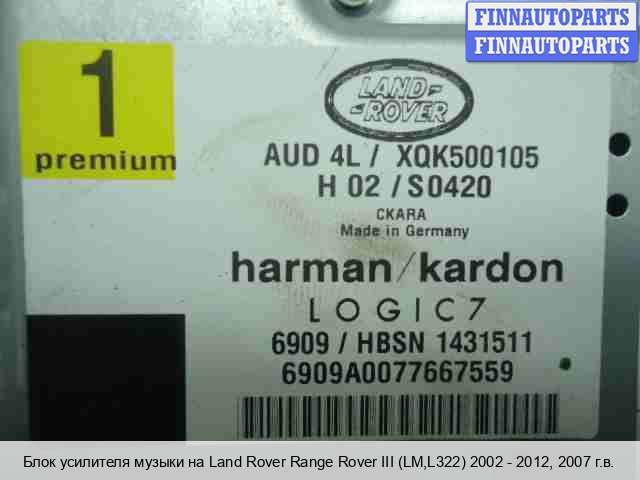 FINNAUTOPARTS
FINNAUTOPARTS
1
premium
LAND-
-ROVER
AUD 4L / XQK500105
H 02 / S0420
CKARA
Made in Germany
harman/kardon
LOGIC7
6909 / HBSN 1431511
6909A0077667559
Блок усилителя музыки на Land Rover Range Rover III (LM,L322) 2002 - 2012, 2007 г.в.